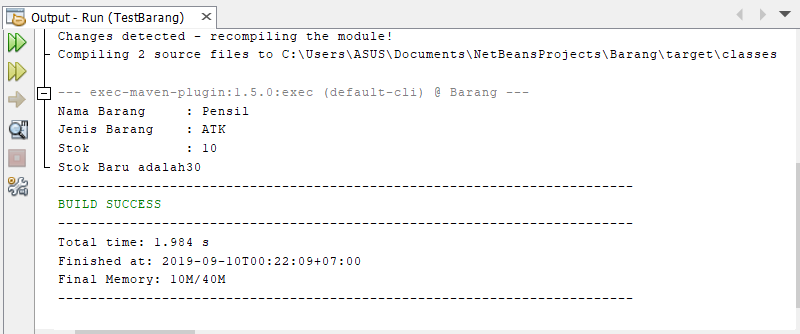 Output - Run (TestBarang)
Changes detected - recompiling the module!
Compiling 2 source files to C:\Users\ASUS\Documents\NetBeansProjects\Barang\target\classes
--- exec-maven-plugin:1.5.0:exec (default-cli) @ Barang ---
Nama Barang     : Pensil
Jenis Barang    : ATK
Stok            : 10
Stok Baru adalah30
------------------------------------------------------------------------
BUILD SUCCESS
------------------------------------------------------------------------
Total time: 1.984 s
Finished at: 2019-09-10T00:22:09+07:00
Final Memory: 10M/40M
------------------------------------------------------------------------